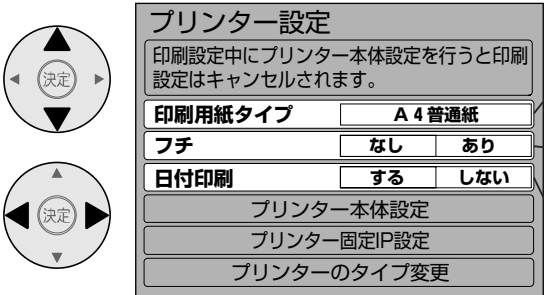 プリンター設定
印刷設定中にプリンター本体設定を行うと印刷
設定はキャンセルされます。
決定
印刷用紙タイプ A4普通紙
フチ なし あり
日付印刷 する しない
決定
プリンター本体設定
プリンター固定IP設定
プリンターのタイプ変更